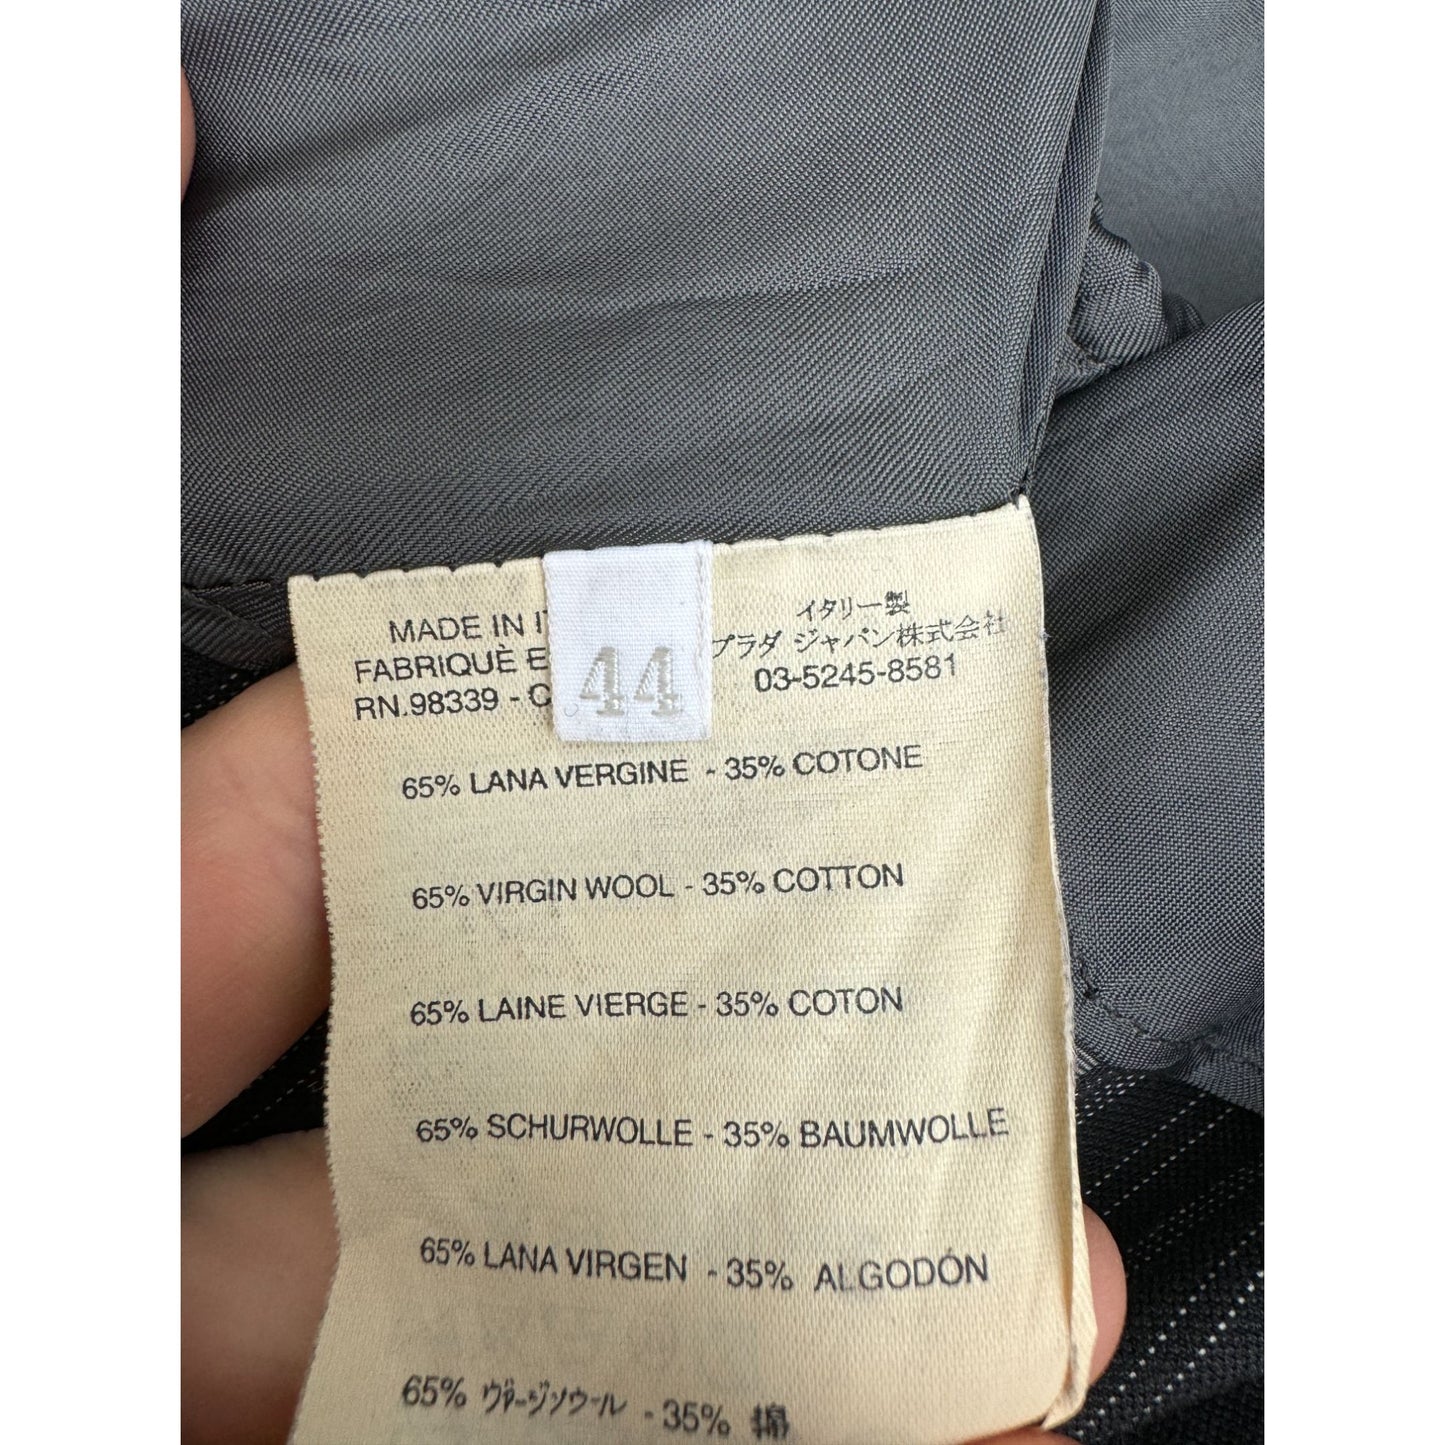 MADE IN
FABRIQUÈ
RN.98339 -
44
イタリー製
プラダ ジャパン株式会社
03-5245-8581
65% LANA VERGINE - 35% COTONE
65% VIRGIN WOOL - 35% COTTON
65% LAINE VIERGE - 35% COTON
65% SCHURWOLLE - 35% BAUMWOLLE
65% LANA VIRGEN - 35% ALGODÓN
65% ヴァージンウール - 35% 綿